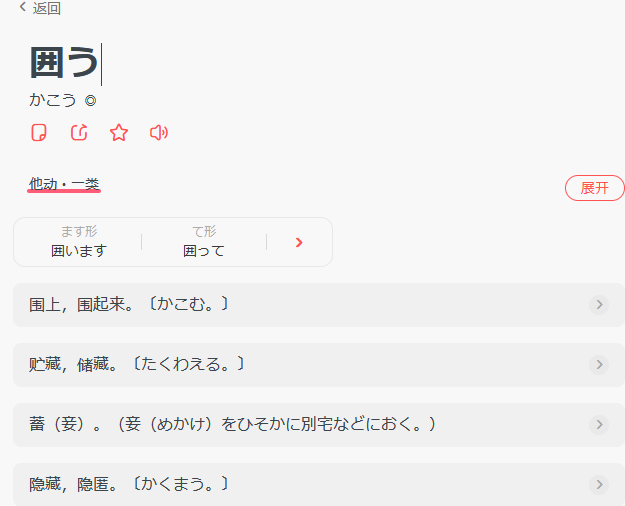 返回
囲う
かこう ◎
他动・一类
展开
ます形
て形
囲います
囲って
围上，围起来。〔かこむ。〕
贮藏，储藏。〔たくわえる。〕
蓄（妾）。（妾（めかけ）をひそかに別宅などにおく。）
隐藏，隐匿。〔かくまう。〕